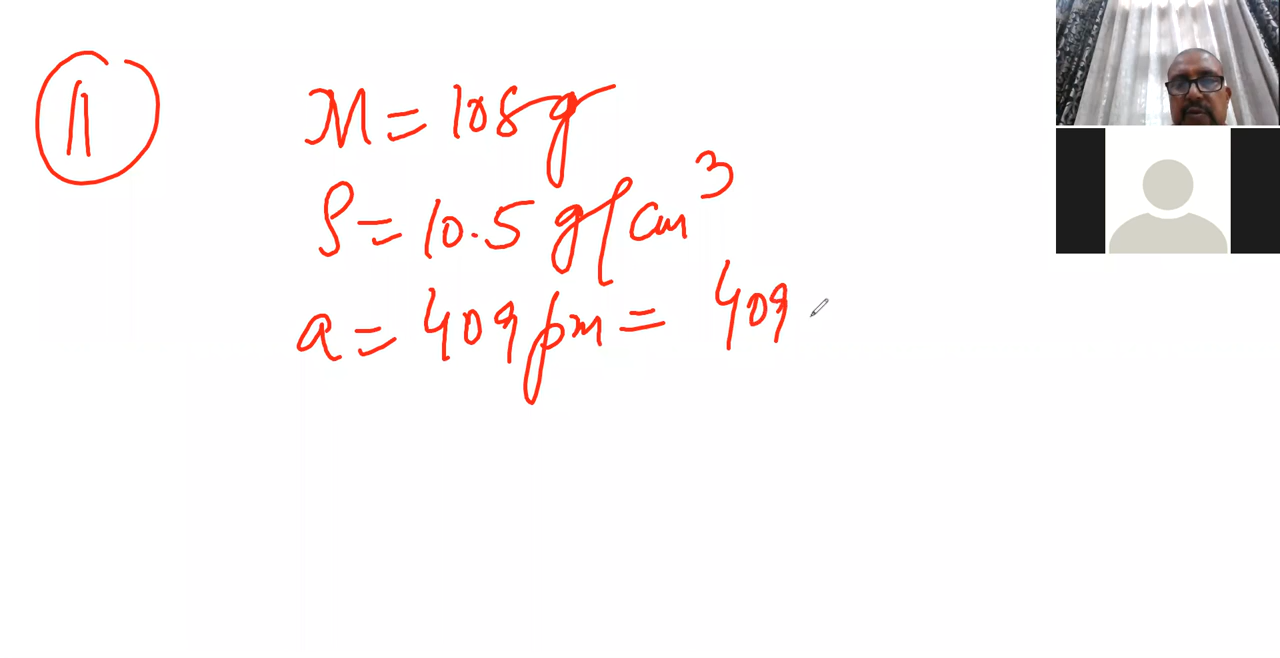 11
M = 108 g
ρ = 10.5 g/cm³
a = 409 pm = 409